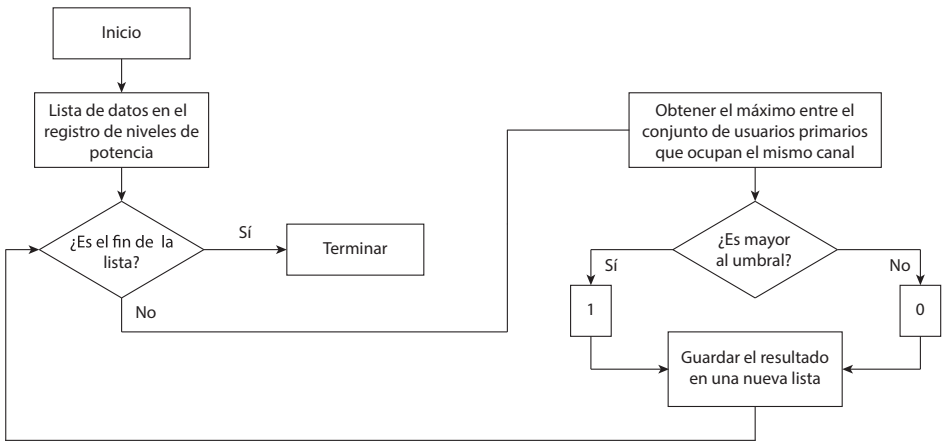 Inicio
Lista de datos en el
registro de niveles de
potencia
¿Es el fin de la
lista?
Sí
Terminar
No
Obtener el máximo entre el
conjunto de usuarios primarios
que ocupan el mismo canal
¿Es mayor
al umbral?
Sí
No
1
0
Guardar el resultado
en una nueva lista